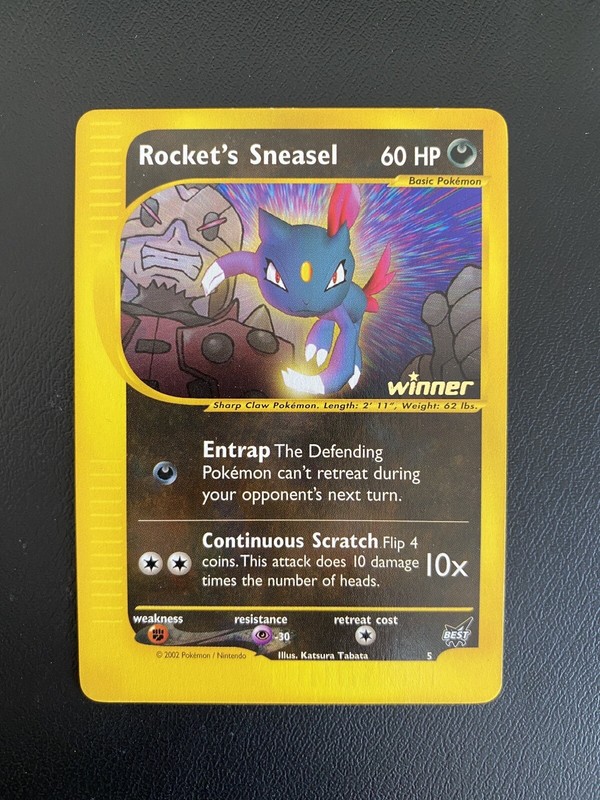 Rocket's Sneasel 60 HP
Basic Pokémon
winner
Sharp Claw Pokémon. Length: 2' 11", Weight: 62 lbs.
Entrap The Defending
Pokémon can't retreat during
your opponent's next turn.
Continuous Scratch Flip 4
coins. This attack does 10 damage
times the number of heads.
10x
weakness resistance retreat cost
-30
BEST
© 2002 Pokémon / Nintendo Illus. Katsura Tabata 5